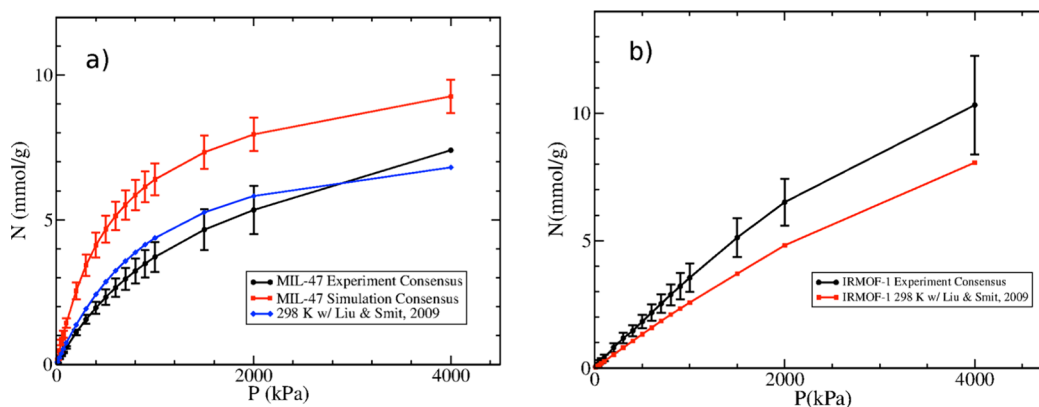 a)
10
5
0
N (mmol/g)
0
2000
4000
P (kPa)
MIL-47 Experiment Consensus
MIL-47 Simulation Consensus
298 K w/ Liu & Smit, 2009
b)
10
5
0
N(mmol/g)
0
2000
4000
P(kPa)
IRMOF-1 Experiment Consensus
IRMOF-1 298 K w/ Liu & Smit, 2009